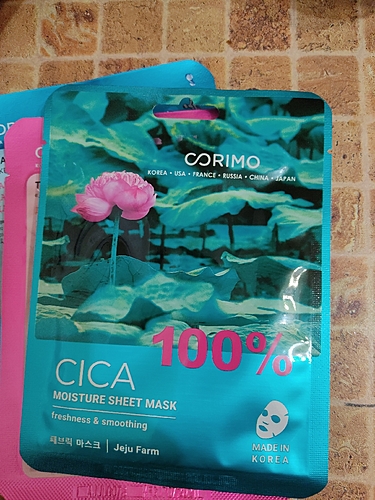 CORIMO
KOREA • USA • FRANCE • RUSSIA • CHINA • JAPAN
100%
CICA
MOISTURE SHEET MASK
freshness & smoothing
패브릭 마스크 | Jeju Farm
MADE IN
KOREA